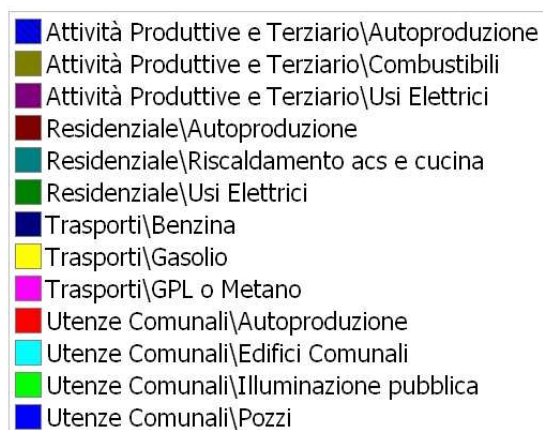 Attività Produttive e Terziario\Autoproduzione
Attività Produttive e Terziario\Combustibili
Attività Produttive e Terziario\Usi Elettrici
Residenziale\Autoproduzione
Residenziale\Riscaldamento acs e cucina
Residenziale\Usi Elettrici
Trasporti\Benzina
Trasporti\Gasolio
Trasporti\GPL o Metano
Utenze Comunali\Autoproduzione
Utenze Comunali\Edifici Comunali
Utenze Comunali\Illuminazione pubblica
Utenze Comunali\Pozzi